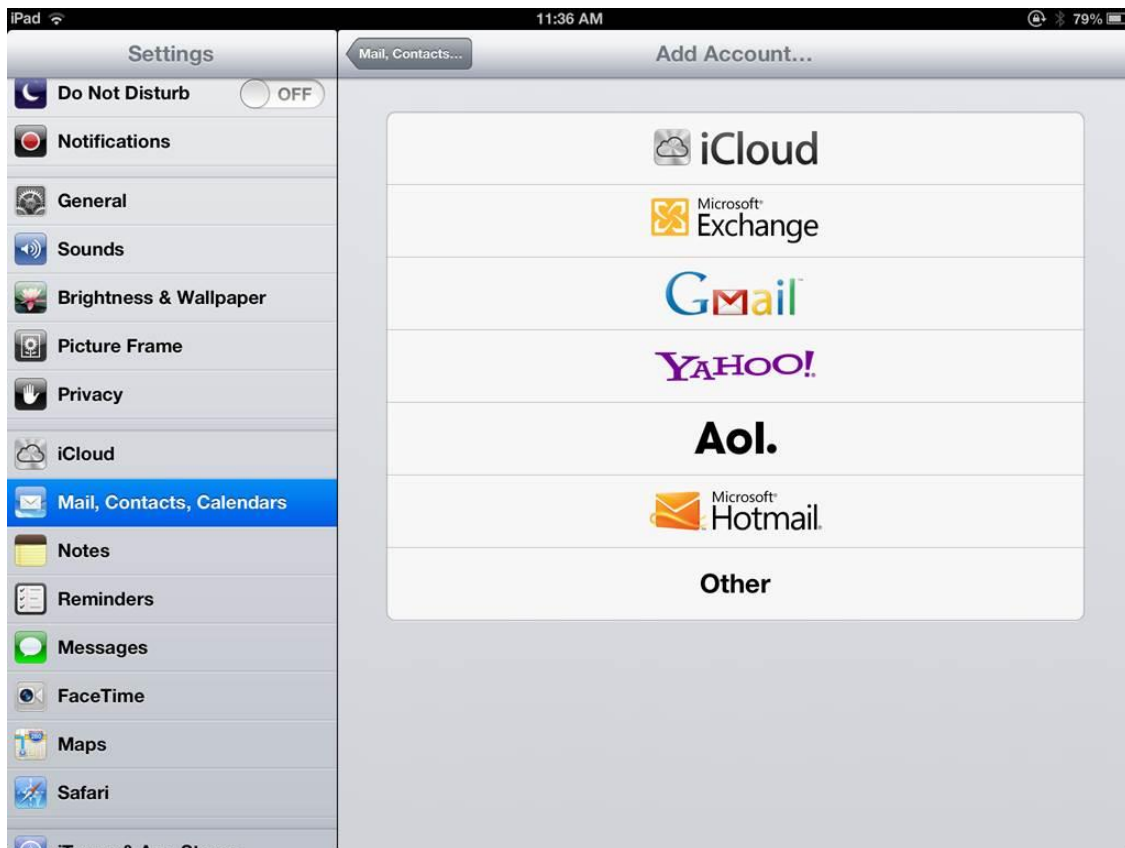 iPad
11:36 AM
79%
Settings
Mail, Contacts...
Add Account...
Do Not Disturb
OFF
Notifications
General
Sounds
Brightness & Wallpaper
Picture Frame
Privacy
iCloud
Mail, Contacts, Calendars
Notes
Reminders
Messages
FaceTime
Maps
Safari
iCloud
Microsoft
Exchange
Gmail
YAHOO!
Aol.
Microsoft
Hotmail
Other